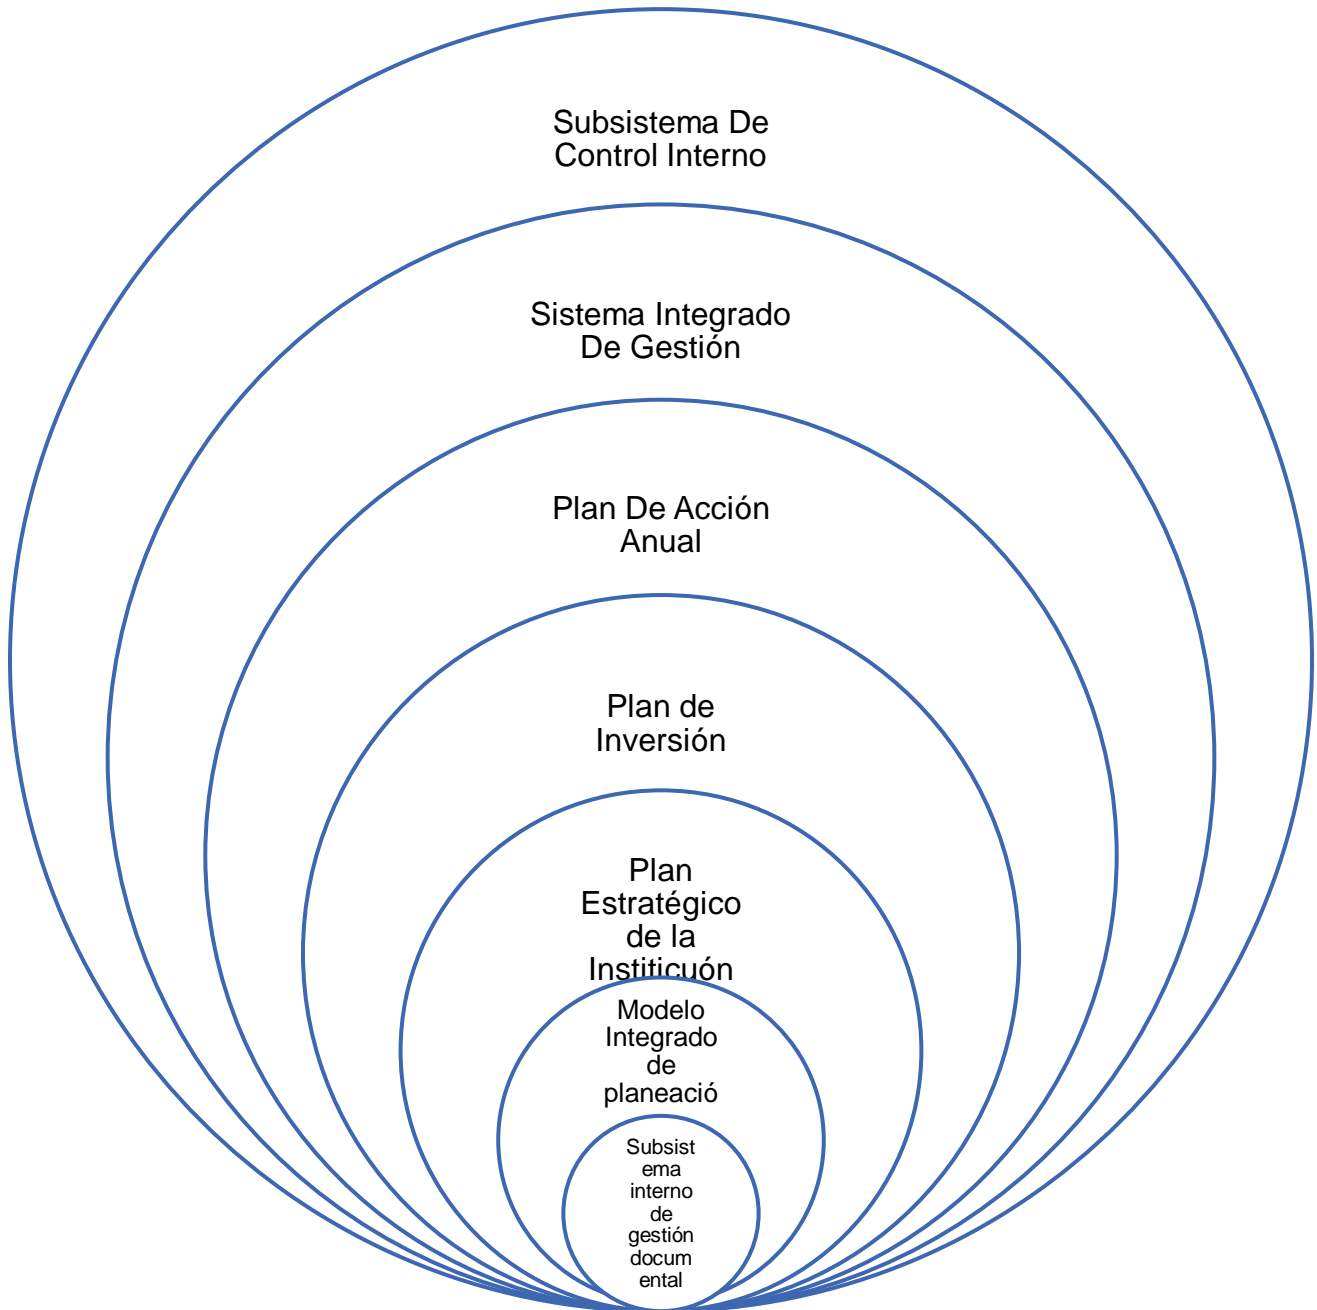 Subsistema De
Control Interno
Sistema Integrado
De Gestión
Plan De Acción
Anual
Plan de
Inversión
Plan
Estratégico
de la
Institicuón
Modelo
Integrado
de
planeació
Subsist
ema
interno
de
gestión
docum
ental